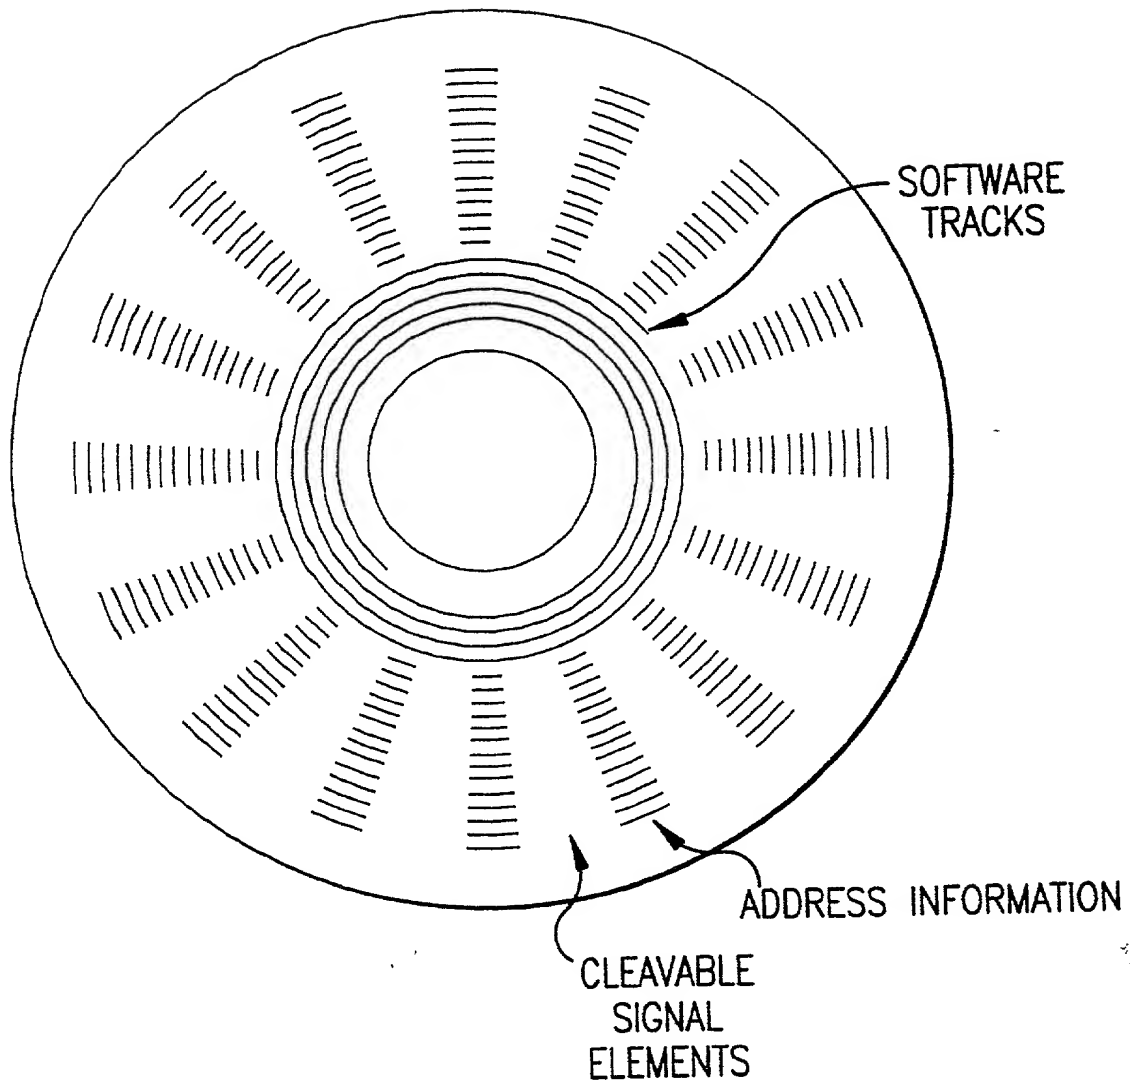 SOFTWARE
TRACKS
ADDRESS INFORMATION
CLEAVABLE
SIGNAL
ELEMENTS